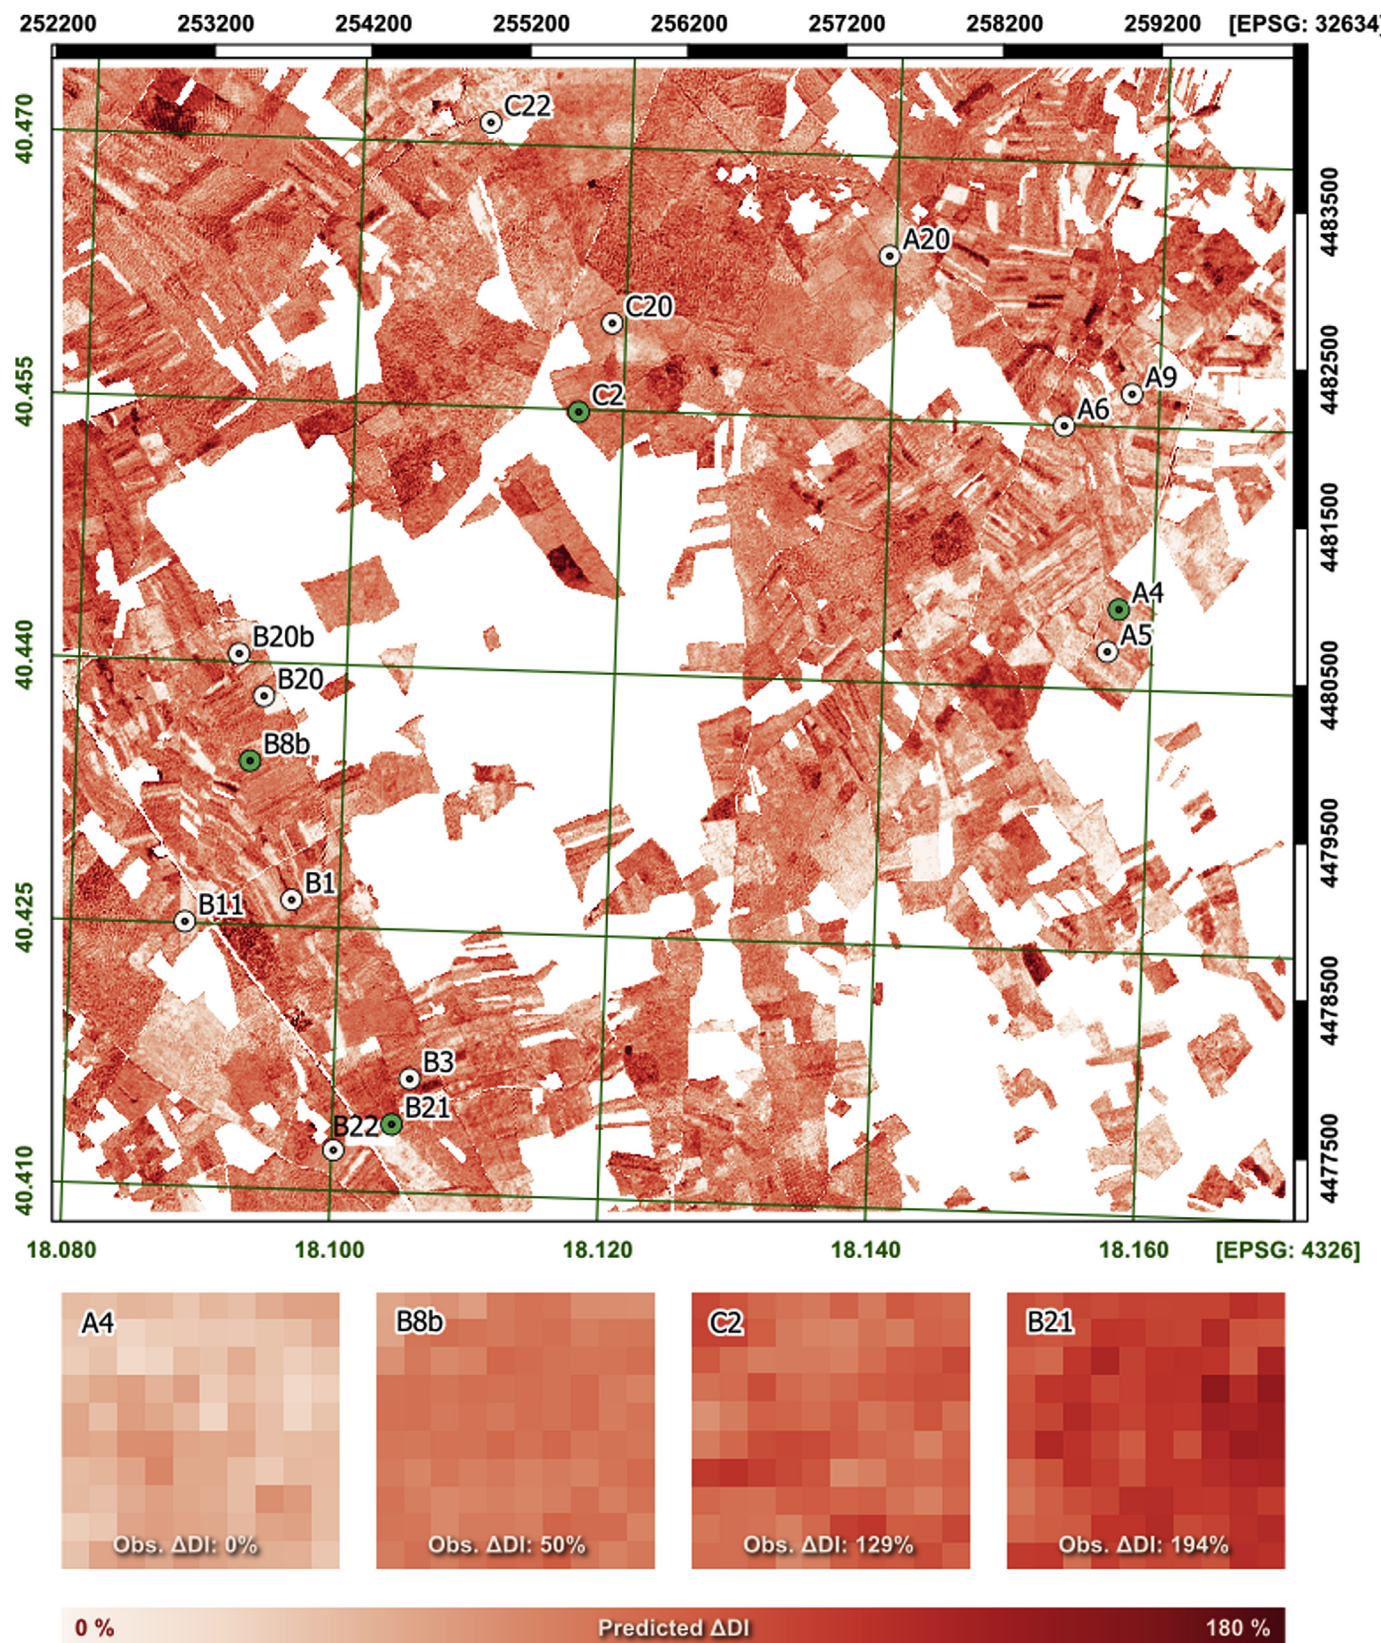 252200 253200 254200 255200 256200 257200 258200 259200 [EPSG: 32634]
40.470
C22
4483500
A20
C20
40.455
4482500
A9
C2
A6
4481500
A4
A5
B20b
40.440
B20
4480500
B8b
4479500
B1
B11
40.425
4478500
B3
B21
B22
40.410
4477500
18.080 18.100 18.120 18.140 18.160 [EPSG: 4326]
A4 B8b C2 B21
Obs. ΔDI: 0% Obs. ΔDI: 50% Obs. ΔDI: 129% Obs. ΔDI: 194%
0 % Predicted ΔDI 180 %